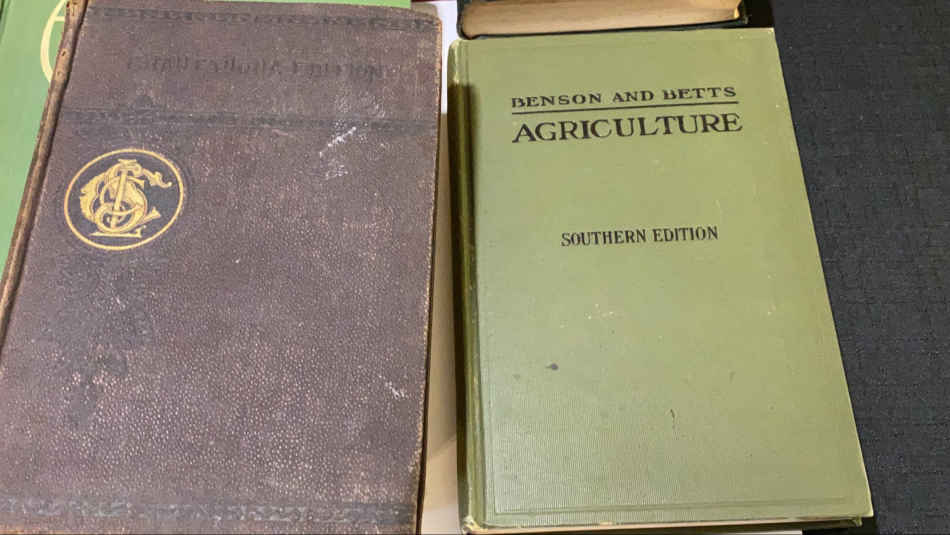 BENSON AND BETTS
AGRICULTURE
SOUTHERN EDITION